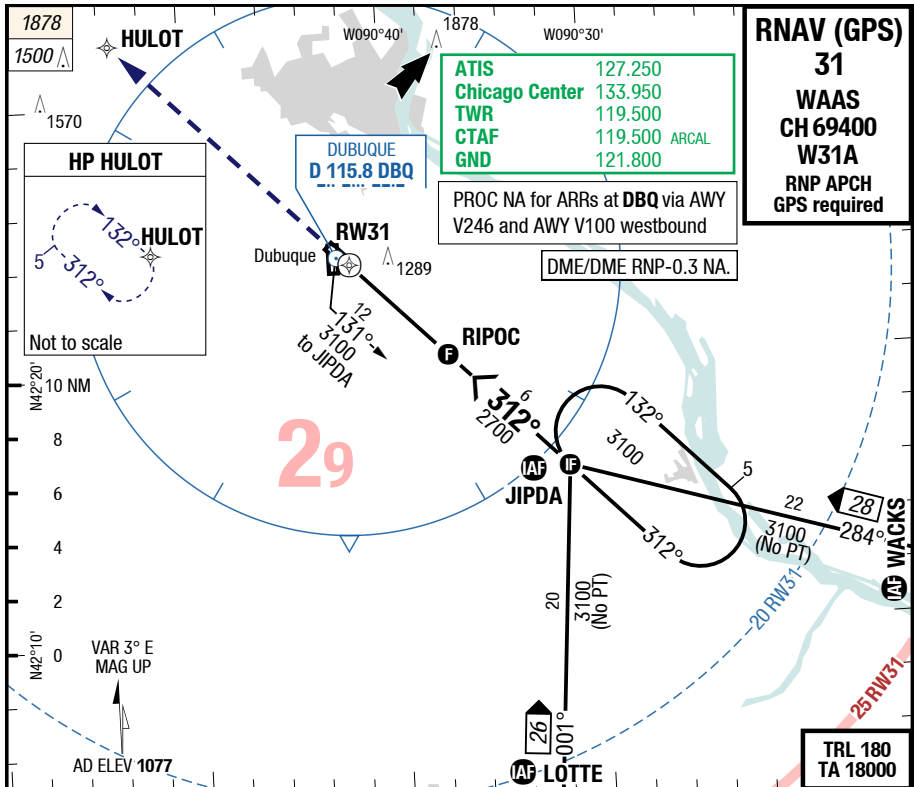 1878
1500
HULOT
1570
W090°40'
1878
W090°30'
ATIS 127.250
Chicago Center 133.950
TWR 119.500
CTAF 119.500 ARCAL
GND 121.800
RNAV (GPS)
31
WAAS
CH 69400
W31A
RNP APCH
GPS required
HP HULOT
132°
HULOT
5
312°
Not to scale
DUBUQUE
D 115.8 DBQ
PROC NA for ARRs at DBQ via AWY
V246 and AWY V100 westbound
DME/DME RNP-0.3 NA.
RW31
Dubuque
1289
12
131°
3100
to JIPDA
F RIPOC
N42°20'
10 NM
8
6
4
2
0
N42°10'
29
6
312°
2700
132°
3100
5
IAF
IF
JIPDA
312°
22
3100
(No PT)
28
284°
IAF WACKS
20
3100
(No PT)
20 RW31
25 RW31
VAR 3° E
MAG UP
AD ELEV 1077
26
001°
IAF LOTTE
TRL 180
TA 18000